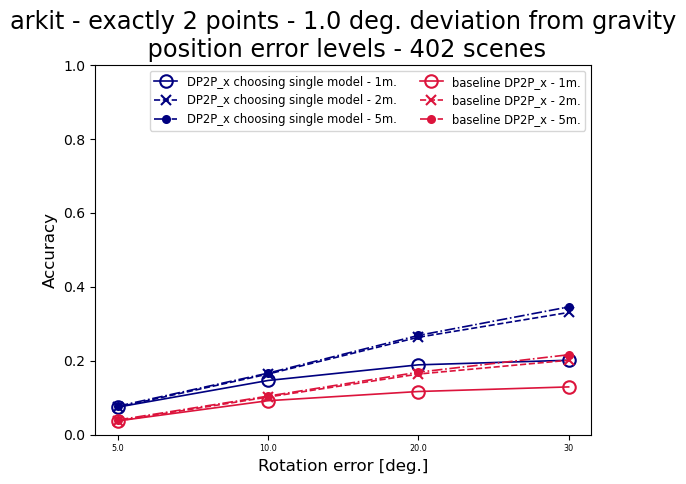 arkit - exactly 2 points - 1.0 deg. deviation from gravity
position error levels - 402 scenes
1.0
0.8
0.6
0.4
0.2
0.0
Accuracy
DP2P_x choosing single model - 1m.
DP2P_x choosing single model - 2m.
DP2P_x choosing single model - 5m.
baseline DP2P_x - 1m.
baseline DP2P_x - 2m.
baseline DP2P_x - 5m.
5.0
10.0
20.0
30
Rotation error [deg.]